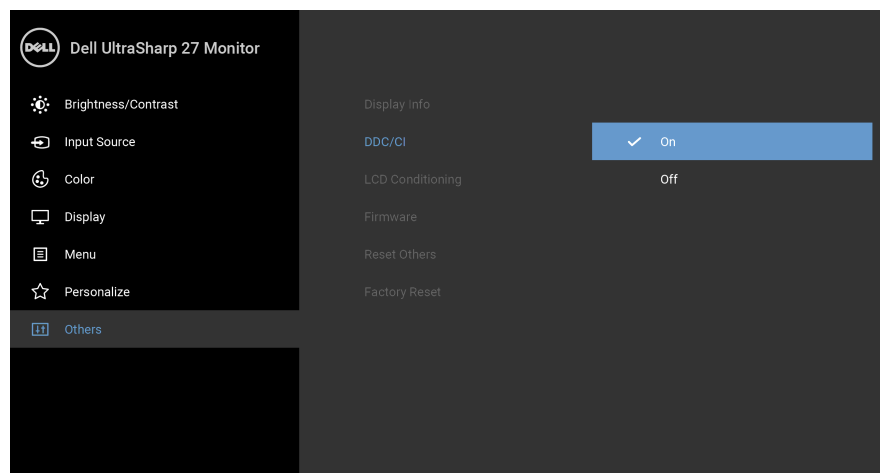 DELL
Dell UltraSharp 27 Monitor
Brightness/Contrast
Display Info
Input Source
DDC/CI
On
Color
LCD Conditioning
Off
Display
Firmware
Menu
Reset Others
Personalize
Factory Reset
Others